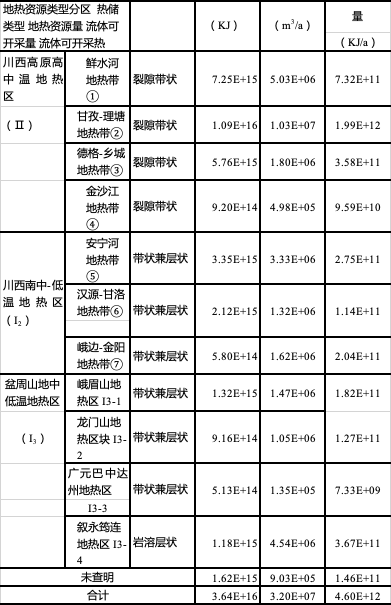 地热资源类型分区 热储
类型 地热资源量 流体可
开采量 流体可开采热
（KJ）
（m³/a）
量
(KJ/a)
川西高原高
中温地热
区
鲜水河
地热带
①
裂隙带状
7.25E+15
5.03E+06
7.32E+11
（Ⅱ）
甘孜-理塘
地热带②
裂隙带状
1.09E+16
1.03E+07
1.99E+12
德格-乡城
地热带③
裂隙带状
5.76E+15
1.80E+06
3.58E+11
金沙江
地热带
④
裂隙带状
9.20E+14
4.98E+05
9.59E+10
川西南中-低
温地热区
（I₂）
安宁河
地热带
⑤
带状兼层状
3.35E+15
3.33E+06
2.75E+11
汉源-甘洛
地热带⑥
带状兼层状
2.12E+15
1.32E+06
1.14E+11
峨边-金阳
地热带⑦
带状兼层状
5.80E+14
1.62E+06
2.04E+11
盆周山地中
低温地热区
峨眉山地
热区 I3-1
带状兼层状
1.32E+15
1.47E+06
1.82E+11
（I₃）
龙门山地
热区块 I3-
2
带状兼层状
9.16E+14
1.05E+06
1.27E+11
广元巴中达
州地热区
I3-3
带状兼层状
5.13E+14
1.35E+05
7.33E+09
叙永筠连
地热区 I3-
4
岩溶层状
1.18E+15
4.54E+06
3.67E+11
未查明
1.62E+15
9.03E+05
1.46E+11
合计
3.64E+16
3.20E+07
4.60E+12